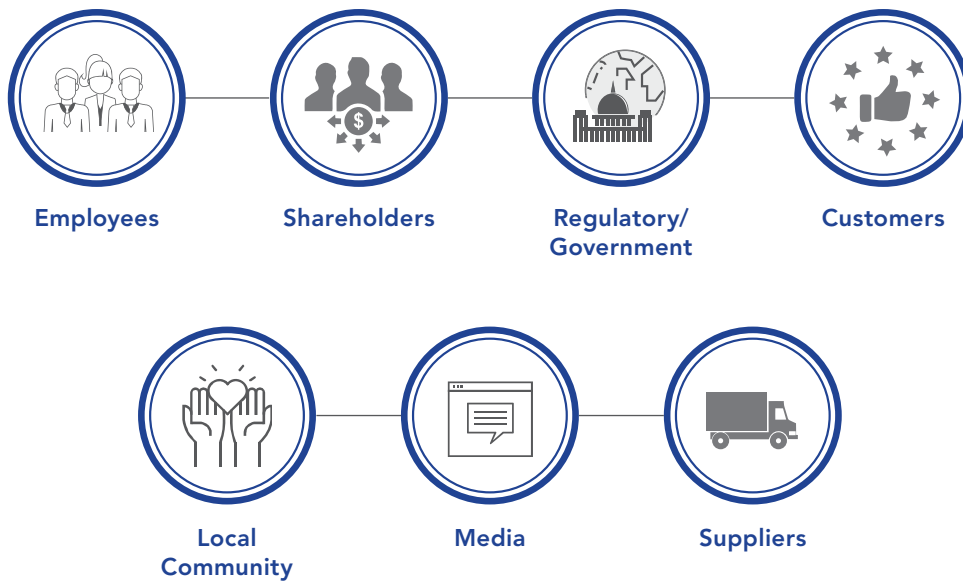 $
Employees
Shareholders
Regulatory/
Government
Customers
Local
Community
Media
Suppliers